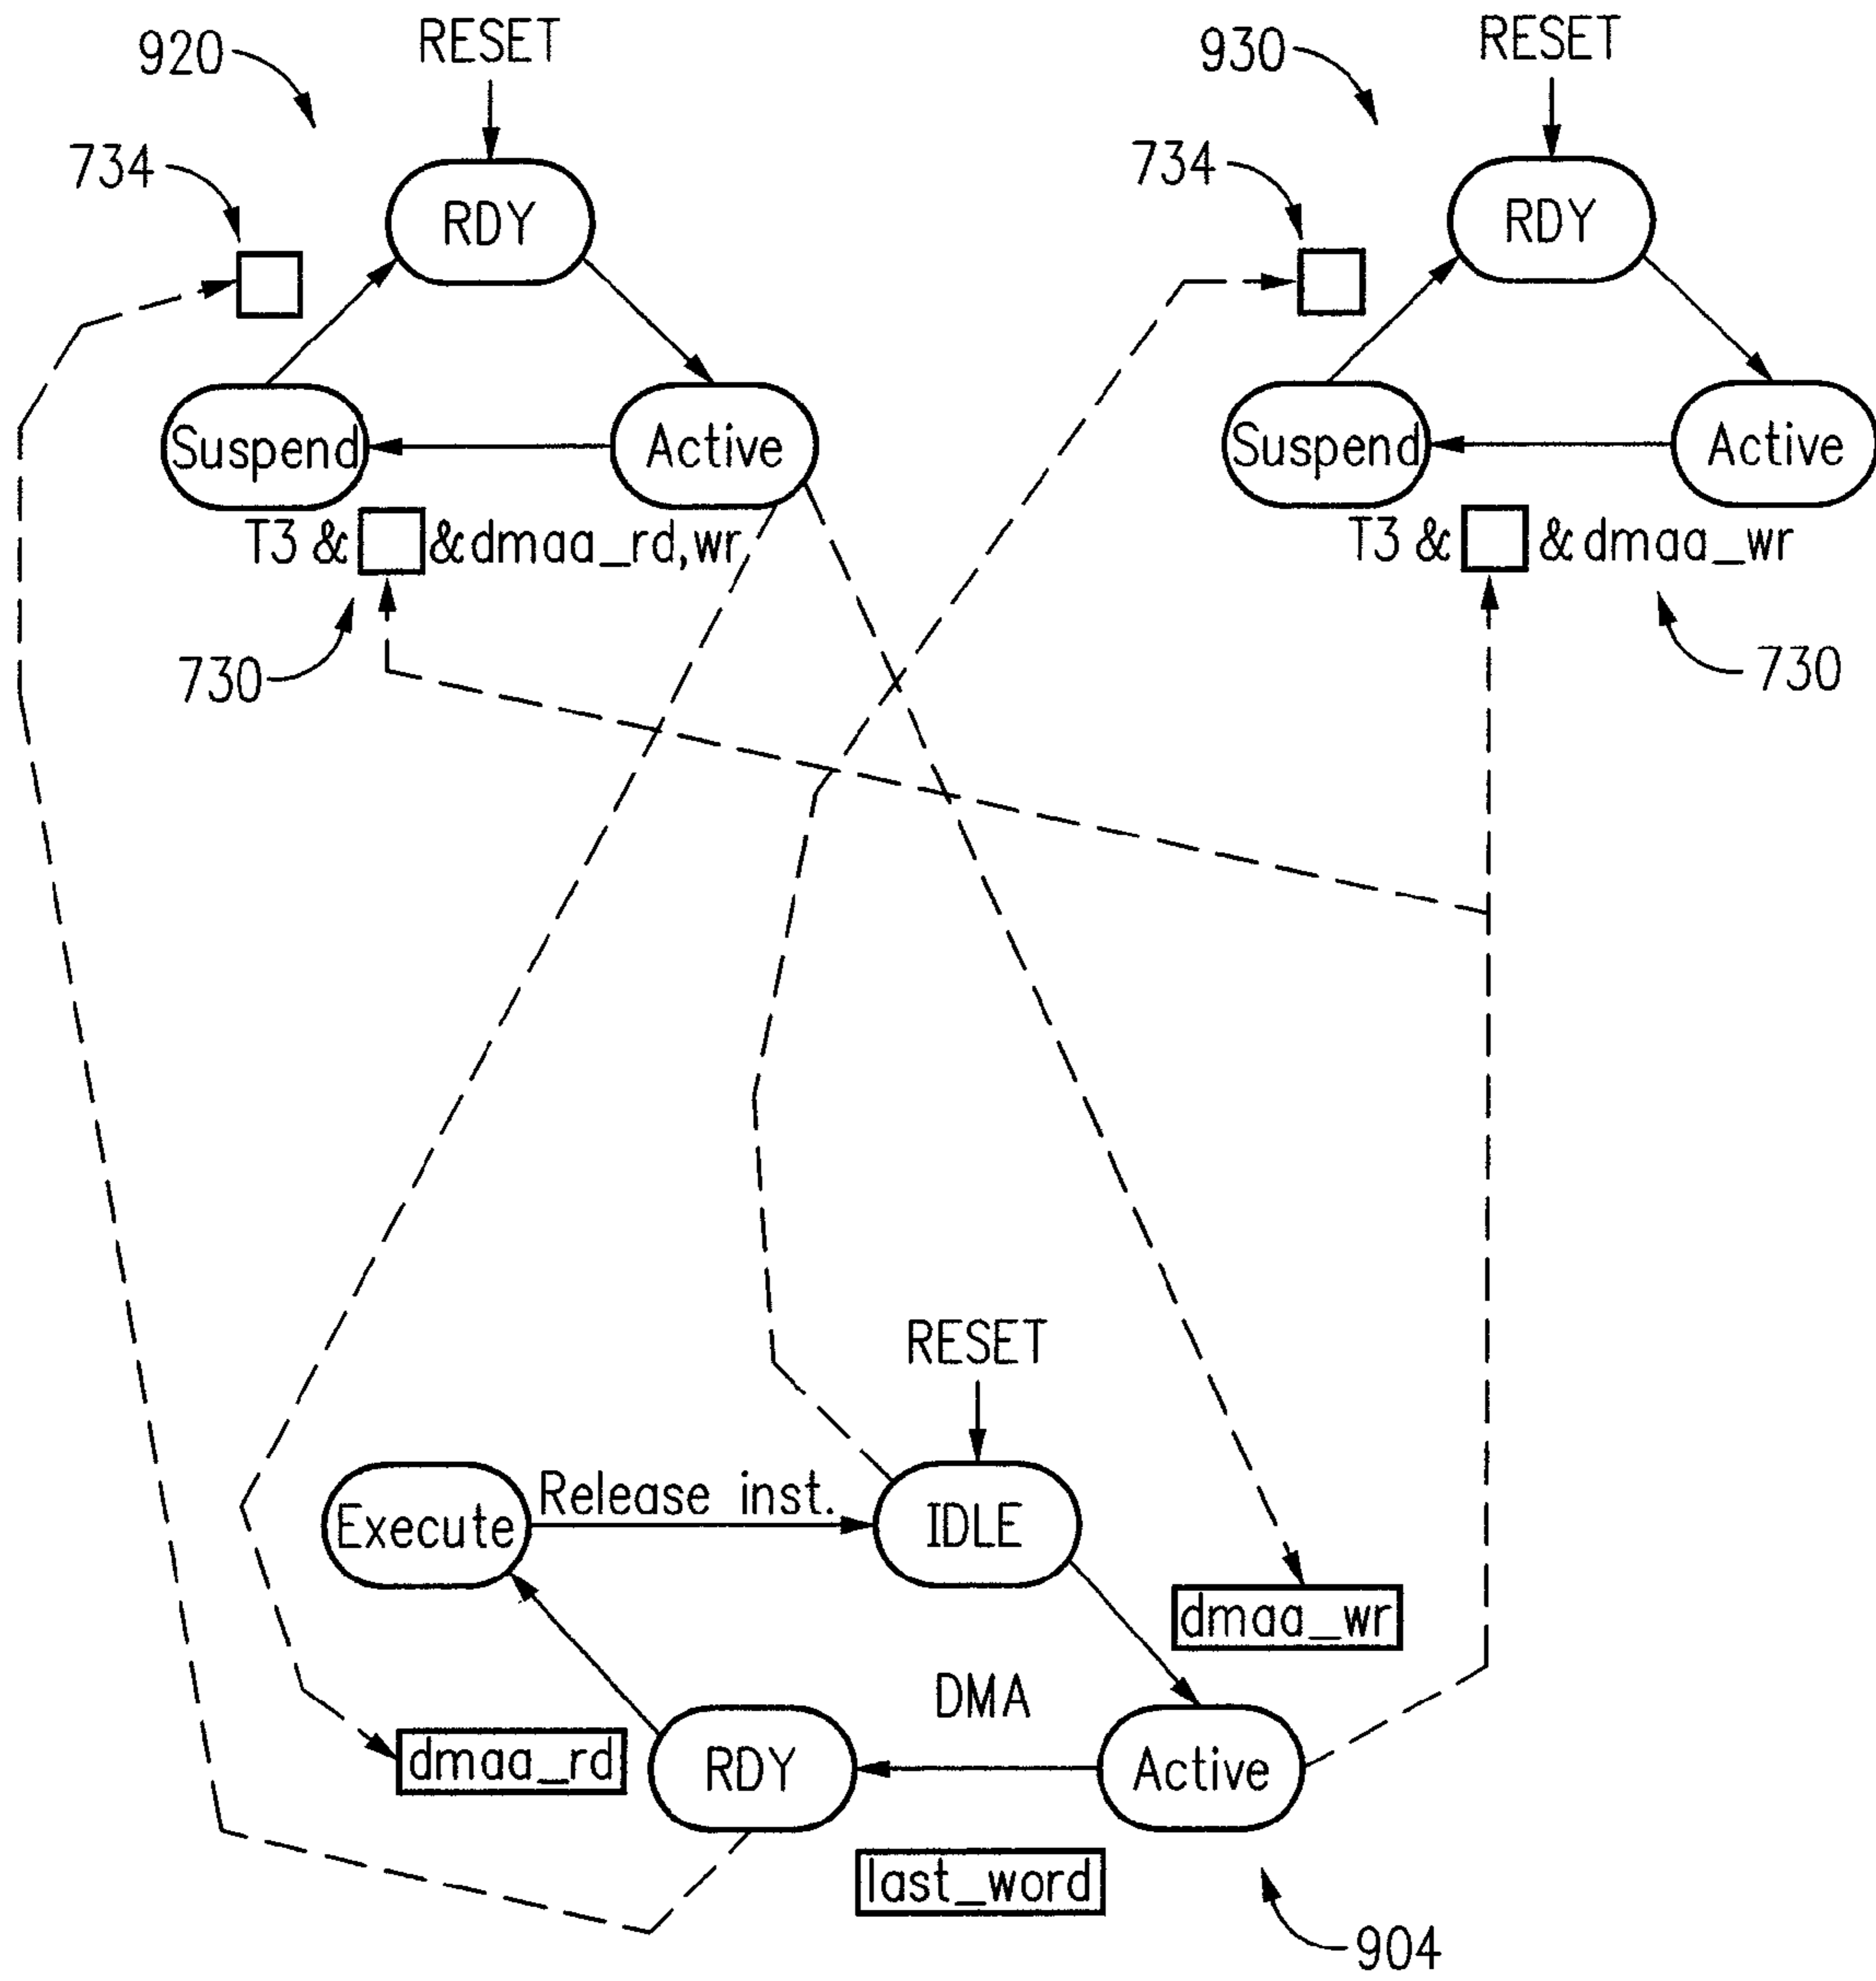 920
RESET
930
RESET
734
RDY
734
RDY
Suspend
Active
Suspend
Active
T3 & & dmaa_rd,wr
T3 & & dmaa_wr
730
730
RESET
Execute
Release inst.
IDLE
dmaa_wr
DMA
dmaa_rd
RDY
Active
last_word
904